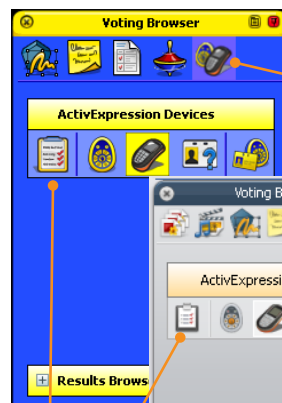 Voting Browser
ActivExpression Devices
Voting B
ActivExpressi
Results Brows